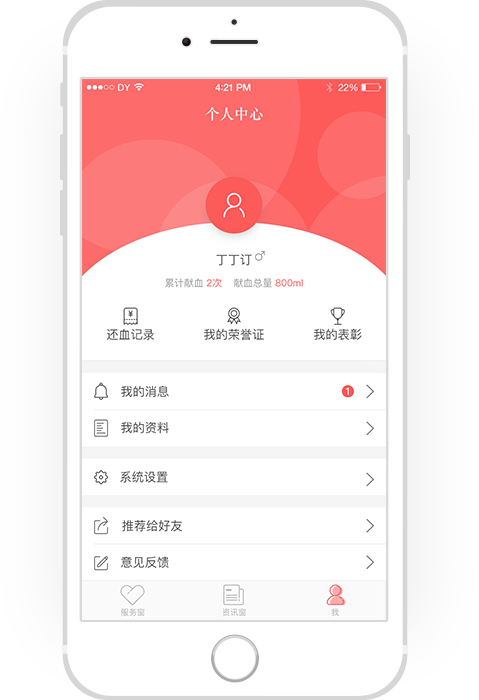 DY 4:21 PM 22%
个人中心
丁丁订
累计献血 2次 献血总量 800ml
¥
还血记录 我的荣誉证 我的表彰
我的消息 1
我的资料
系统设置
推荐给好友
意见反馈
服务窗 资讯窗 我